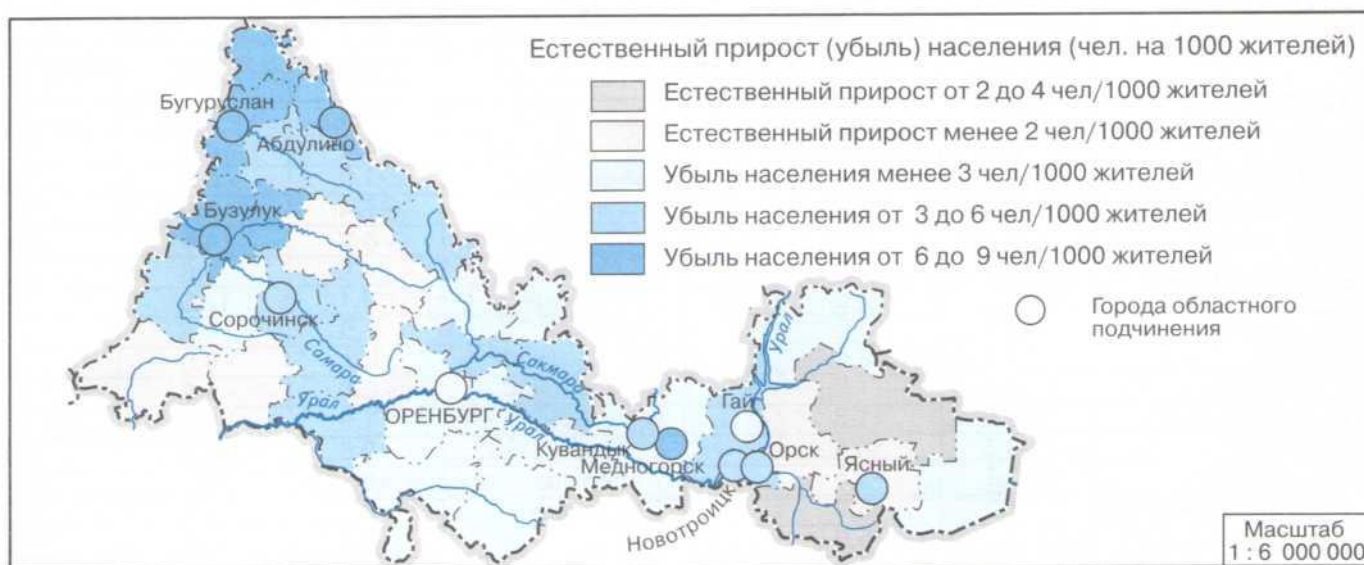 Естественный прирост (убыль) населения (чел. на 1000 жителей)
Естественный прирост от 2 до 4 чел/1000 жителей
Естественный прирост менее 2 чел/1000 жителей
Убыль населения менее 3 чел/1000 жителей
Убыль населения от 3 до 6 чел/1000 жителей
Убыль населения от 6 до 9 чел/1000 жителей
Города областного
подчинения
Бугуруслан
Абдулино
Бузулук
Сорочинск
Самара
Сакмара
Урал
Урал
ОРЕНБУРГ
Урал
Гай
Кувандык
Медногорск
Орск
Ясный
Новотроицк
Масштаб
1 : 6 000 000